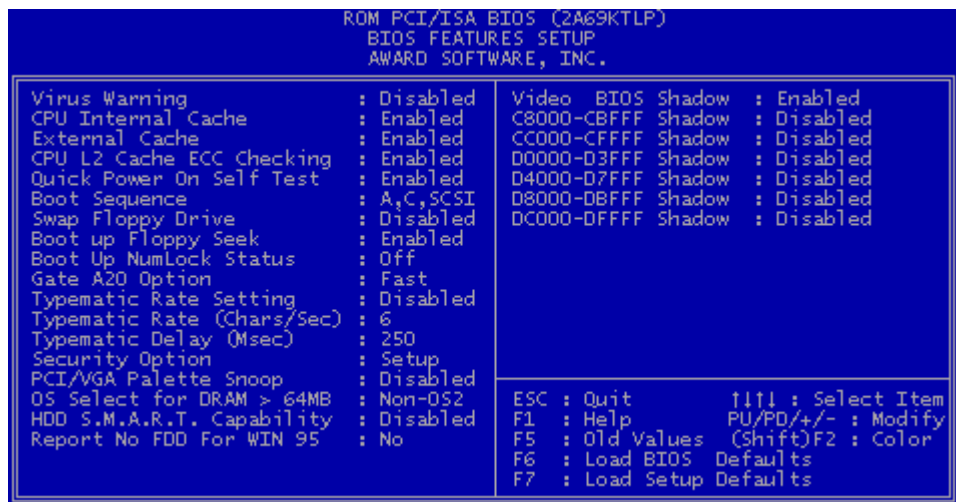 ROM PCI/ISA BIOS (2A69KTLP)
BIOS FEATURES SETUP
AWARD SOFTWARE, INC.
Virus Warning : Disabled
CPU Internal Cache : Enabled
External Cache : Enabled
CPU L2 Cache ECC Checking : Enabled
Quick Power On Self Test : Enabled
Boot Sequence : A,C,SCSI
Swap Floppy Drive : Disabled
Boot up Floppy Seek : Enabled
Boot Up NumLock Status : Off
Gate A20 Option : Fast
Typematic Rate Setting : Disabled
Typematic Rate (Chars/Sec) : 6
Typematic Delay (Msec) : 250
Security Option : Setup
PCI/VGA Palette Snoop : Disabled
OS Select for DRAM > 64MB : Non-OS2
HDD S.M.A.R.T. Capability : Disabled
Report No FDD For WIN 95 : No
Video BIOS Shadow : Enabled
C8000-CBFFF Shadow : Disabled
CC000-CFFFF Shadow : Disabled
D0000-D3FFF Shadow : Disabled
D4000-D7FFF Shadow : Disabled
D8000-DBFFF Shadow : Disabled
DC000-DFFFF Shadow : Disabled
ESC : Quit ↑↓↑↓ : Select Item
F1 : Help PU/PD/+/- : Modify
F5 : Old Values (Shift)F2 : Color
F6 : Load BIOS Defaults
F7 : Load Setup Defaults